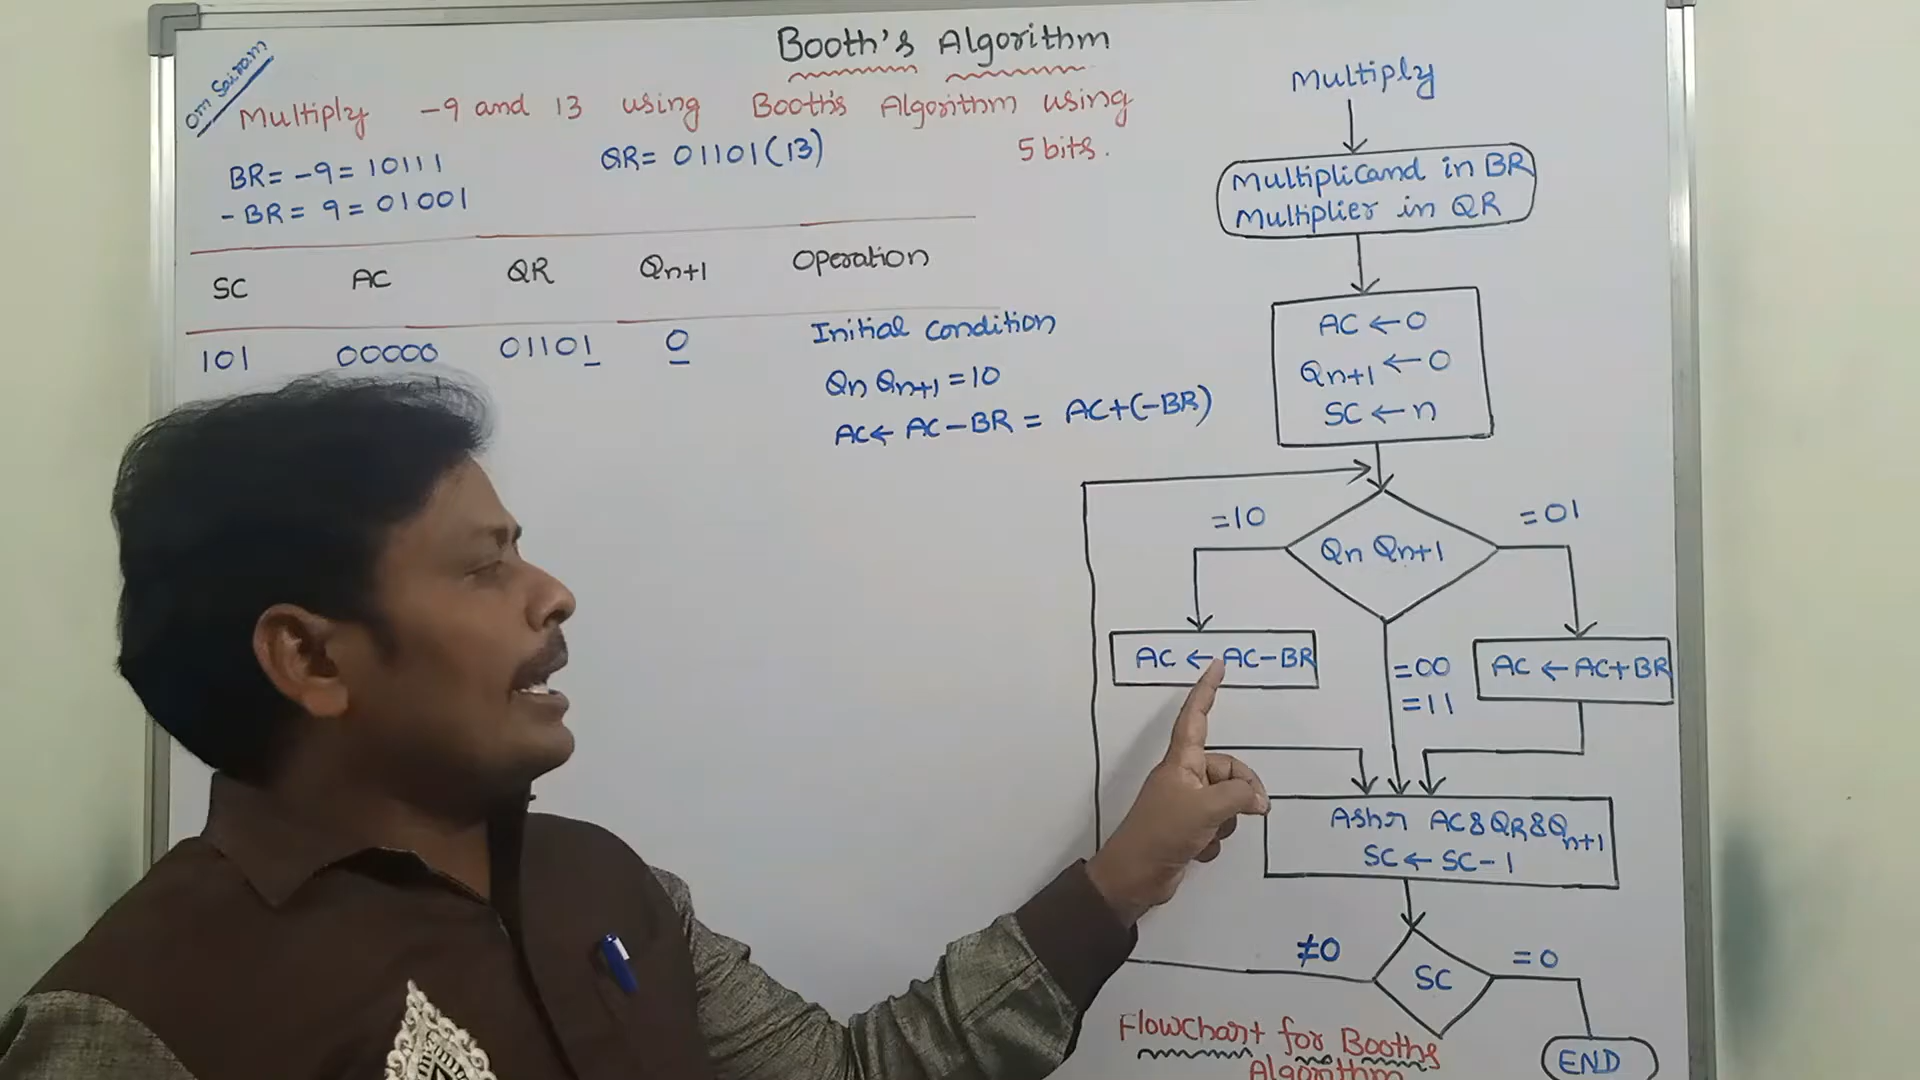 Om Sairam
Booth's Algorithm
Multiply -9 and 13 using Booth's Algorithm using
5 bits.
BR = -9 = 10111
QR = 01101 (13)
-BR = 9 = 01001
SC AC QR Qn+1 Operation
101 00000 01101 0 Initial Condition
Qn Qn+1 = 10
AC ← AC - BR = AC+(-BR)
Multiply
Multiplicand in BR
Multiplier in QR
AC ← 0
Qn+1 ← 0
SC ← n
=10
=01
Qn Qn+1
AC ← AC-BR
=00
=11
AC ← AC+BR
Ashr AC&QR&Qn+1
SC ← SC-1
≠0
SC
=0
END
Flowchart for Booths
Algorithm